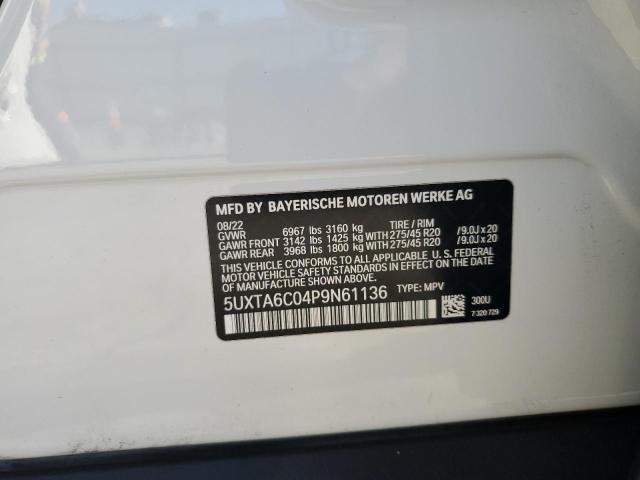 MFD BY BAYERISCHE MOTOREN WERKE AG
08/22 TIRE / RIM
GVWR 6967 lbs 3160 kg
GAWR FRONT 3142 lbs 1425 kg WITH 275/45 R20 /9.0J x 20
GAWR REAR 3968 lbs 1800 kg WITH 275/45 R20 /9.0J x 20
THIS VEHICLE CONFORMS TO ALL APPLICABLE U.S. FEDERAL
MOTOR VEHICLE SAFETY STANDARDS IN EFFECT ON THE DATE
OF MANUFACTURE SHOWN ABOVE.
5UXTA6C04P9N61136 TYPE: MPV
300U
7 320 729